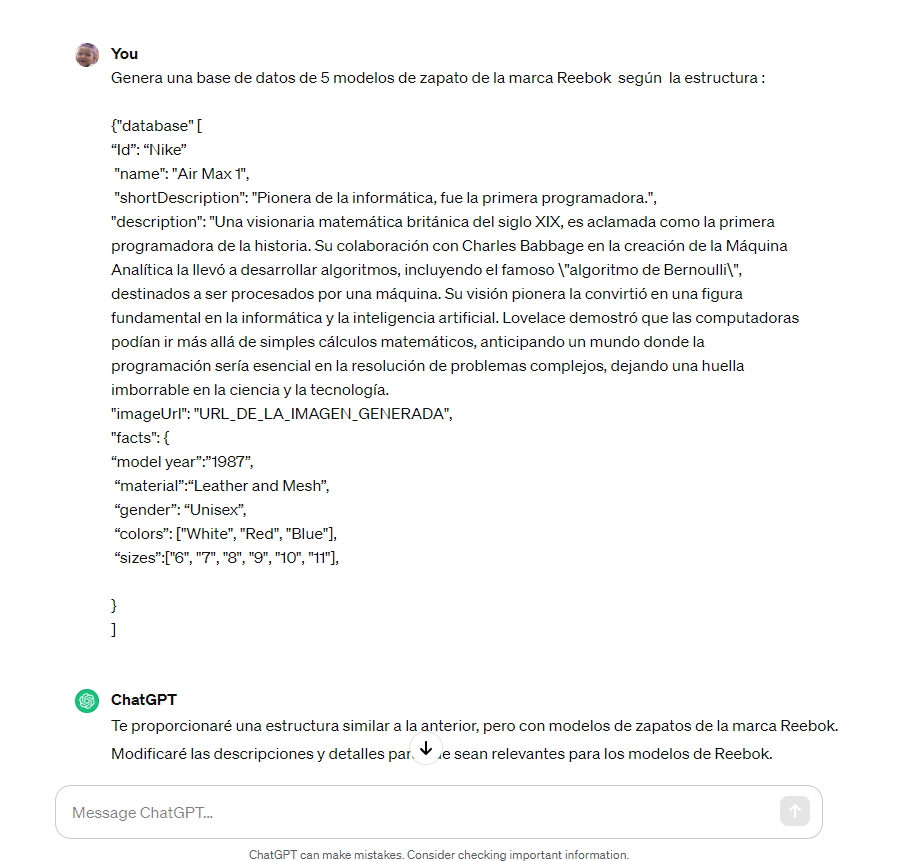 You
Genera una base de datos de 5 modelos de zapato de la marca Reebok  según  la estructura :
{"database" [
“Id”: “Nike”
"name": "Air Max 1",
"shortDescription": "Pionera de la informática, fue la primera programadora.",
"description": "Una visionaria matemática británica del siglo XIX, es aclamada como la primera
programadora de la historia. Su colaboración con Charles Babbage en la creación de la Máquina
Analítica la llevó a desarrollar algoritmos, incluyendo el famoso \"algoritmo de Bernoulli\",
destinados a ser procesados por una máquina. Su visión pionera la convirtió en una figura
fundamental en la informática y la inteligencia artificial. Lovelace demostró que las computadoras
podían ir más allá de simples cálculos matemáticos, anticipando un mundo donde la
programación sería esencial en la resolución de problemas complejos, dejando una huella
imborrable en la ciencia y la tecnología.
"imageUrl": "URL_DE_LA_IMAGEN_GENERADA",
"facts": {
“model year”:”1987”,
“material”:“Leather and Mesh”,
“gender”: “Unisex”,
“colors”: ["White", "Red", "Blue"],
“sizes”:["6", "7", "8", "9", "10", "11"],
}
]
ChatGPT
Te proporcionaré una estructura similar a la anterior, pero con modelos de zapatos de la marca Reebok.
Modificaré las descripciones y detalles sean relevantes para los modelos de Reebok.
Message ChatGPT...
ChatGPT can make mistakes. Consider checking important information.